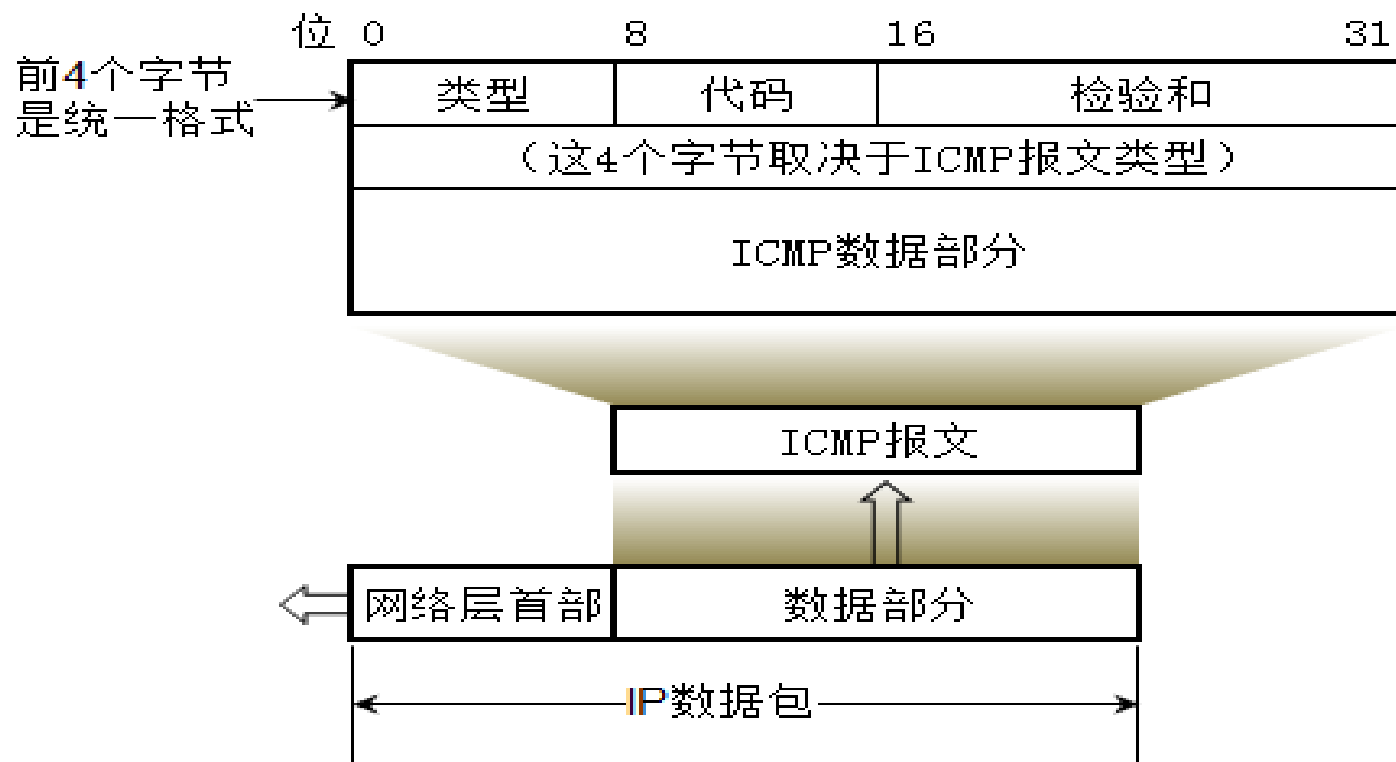 位 0 8 16 31
前4个字节
是统一格式
类型 代码 检验和
（这4个字节取决于ICMP报文类型）
ICMP数据部分
ICMP报文
网络层首部 数据部分
IP数据包